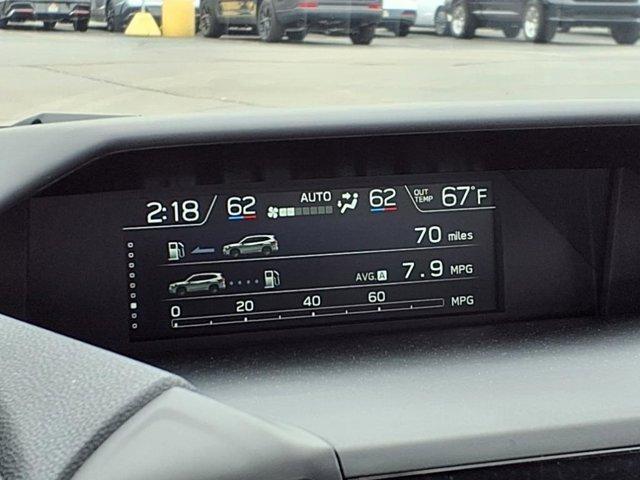 2:18 62 AUTO 62 OUT TEMP 67°F
70 miles
AVG. A 7.9 MPG
0 20 40 60 MPG